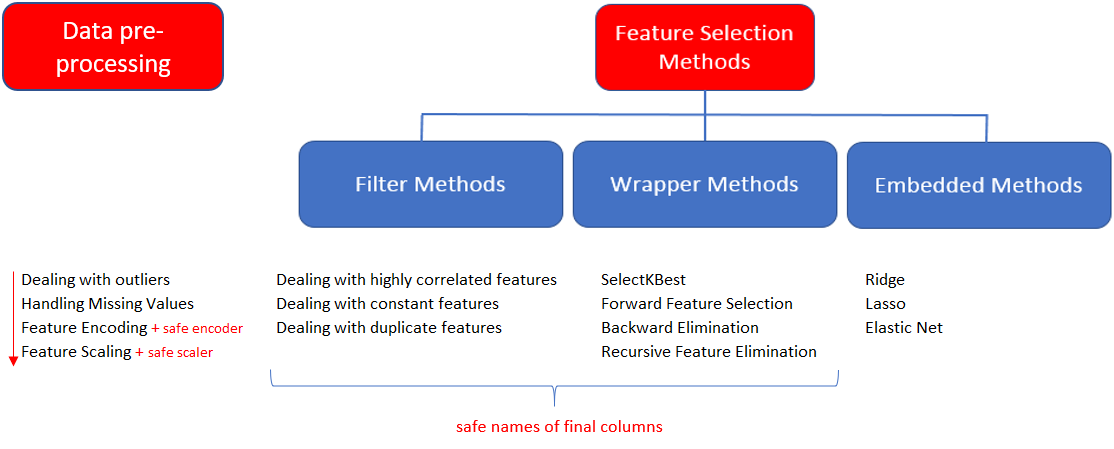 Data pre-
processing
Feature Selection
Methods
Filter Methods
Wrapper Methods
Embedded Methods
Dealing with outliers
Handling Missing Values
Feature Encoding + safe encoder
Feature Scaling + safe scaler
Dealing with highly correlated features
Dealing with constant features
Dealing with duplicate features
SelectKBest
Forward Feature Selection
Backward Elimination
Recursive Feature Elimination
Ridge
Lasso
Elastic Net
safe names of final columns